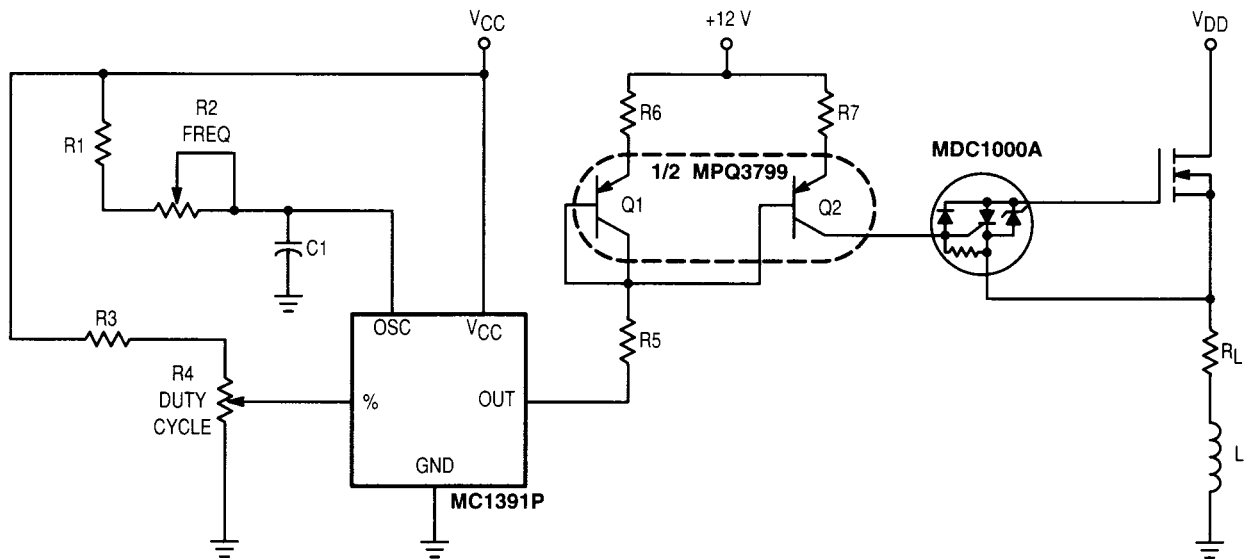 VCC
+12 V
VDD
R1
R2
FREQ
R6
R7
MDC1000A
1/2 MPQ3799
Q1
Q2
C1
R3
OSC
VCC
R5
RL
R4
DUTY
CYCLE
%
OUT
L
GND
MC1391P